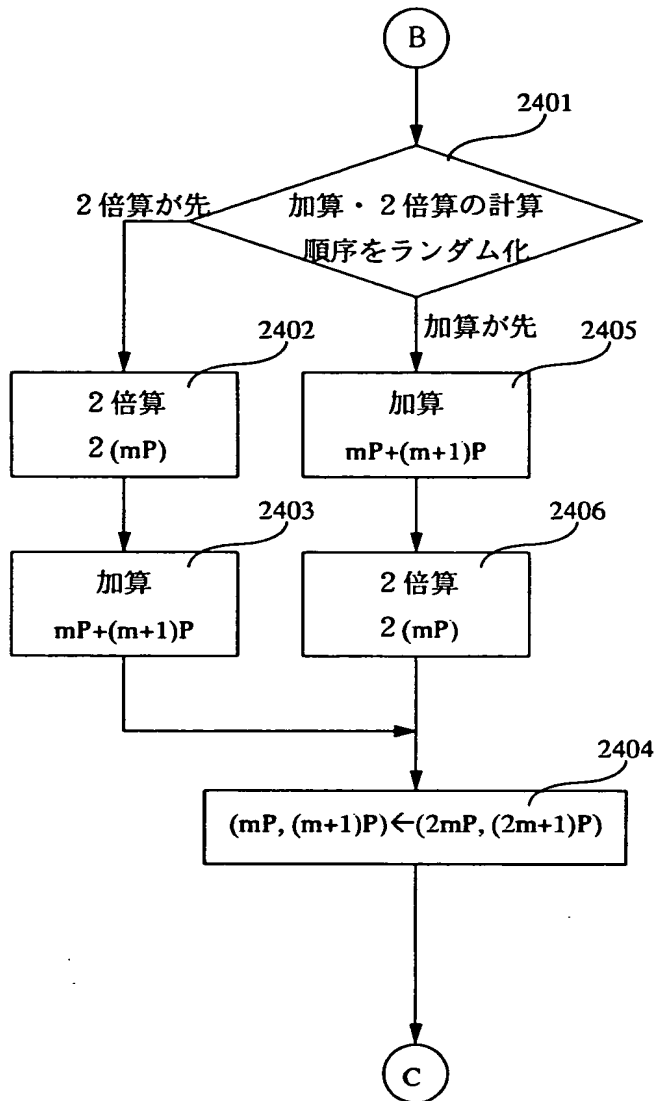 B
2401
加算・２倍算の計算
順序をランダム化
２倍算が先
加算が先
2402
２倍算
２(mP)
2405
加算
mP+(m+1)P
2403
加算
mP+(m+1)P
2406
２倍算
２(mP)
2404
(mP, (m+1)P)←(2mP, (2m+1)P)
C